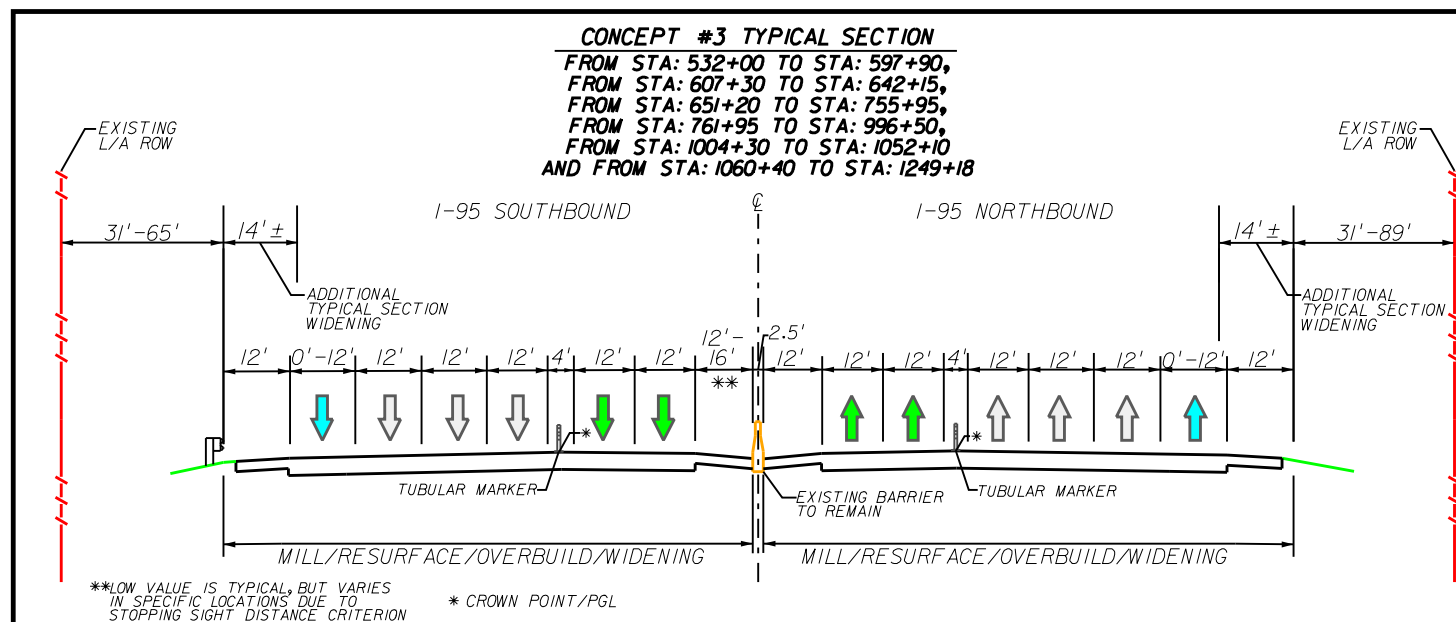 CONCEPT #3 TYPICAL SECTION
FROM STA: 532+00 TO STA: 597+90,
FROM STA: 607+30 TO STA: 642+15,
FROM STA: 651+20 TO STA: 755+95,
FROM STA: 761+95 TO STA: 996+50,
FROM STA: 1004+30 TO STA: 1052+10
AND FROM STA: 1060+40 TO STA: 1249+18
EXISTING
L/A ROW
EXISTING
L/A ROW
I-95 SOUTHBOUND
℄
I-95 NORTHBOUND
31'-65'
14' ±
14' ±
31'-89'
ADDITIONAL
TYPICAL SECTION
WIDENING
ADDITIONAL
TYPICAL SECTION
WIDENING
12'
0'-12'
12'
12'
12'
4'
12'
12'
12'-
16'
**
2.5'
12'
12'
12'
4'
12'
12'
12'
0'-12'
12'
*
*
TUBULAR MARKER
EXISTING BARRIER
TO REMAIN
TUBULAR MARKER
MILL/RESURFACE/OVERBUILD/WIDENING
MILL/RESURFACE/OVERBUILD/WIDENING
**LOW VALUE IS TYPICAL, BUT VARIES
IN SPECIFIC LOCATIONS DUE TO
STOPPING SIGHT DISTANCE CRITERION
* CROWN POINT/PGL